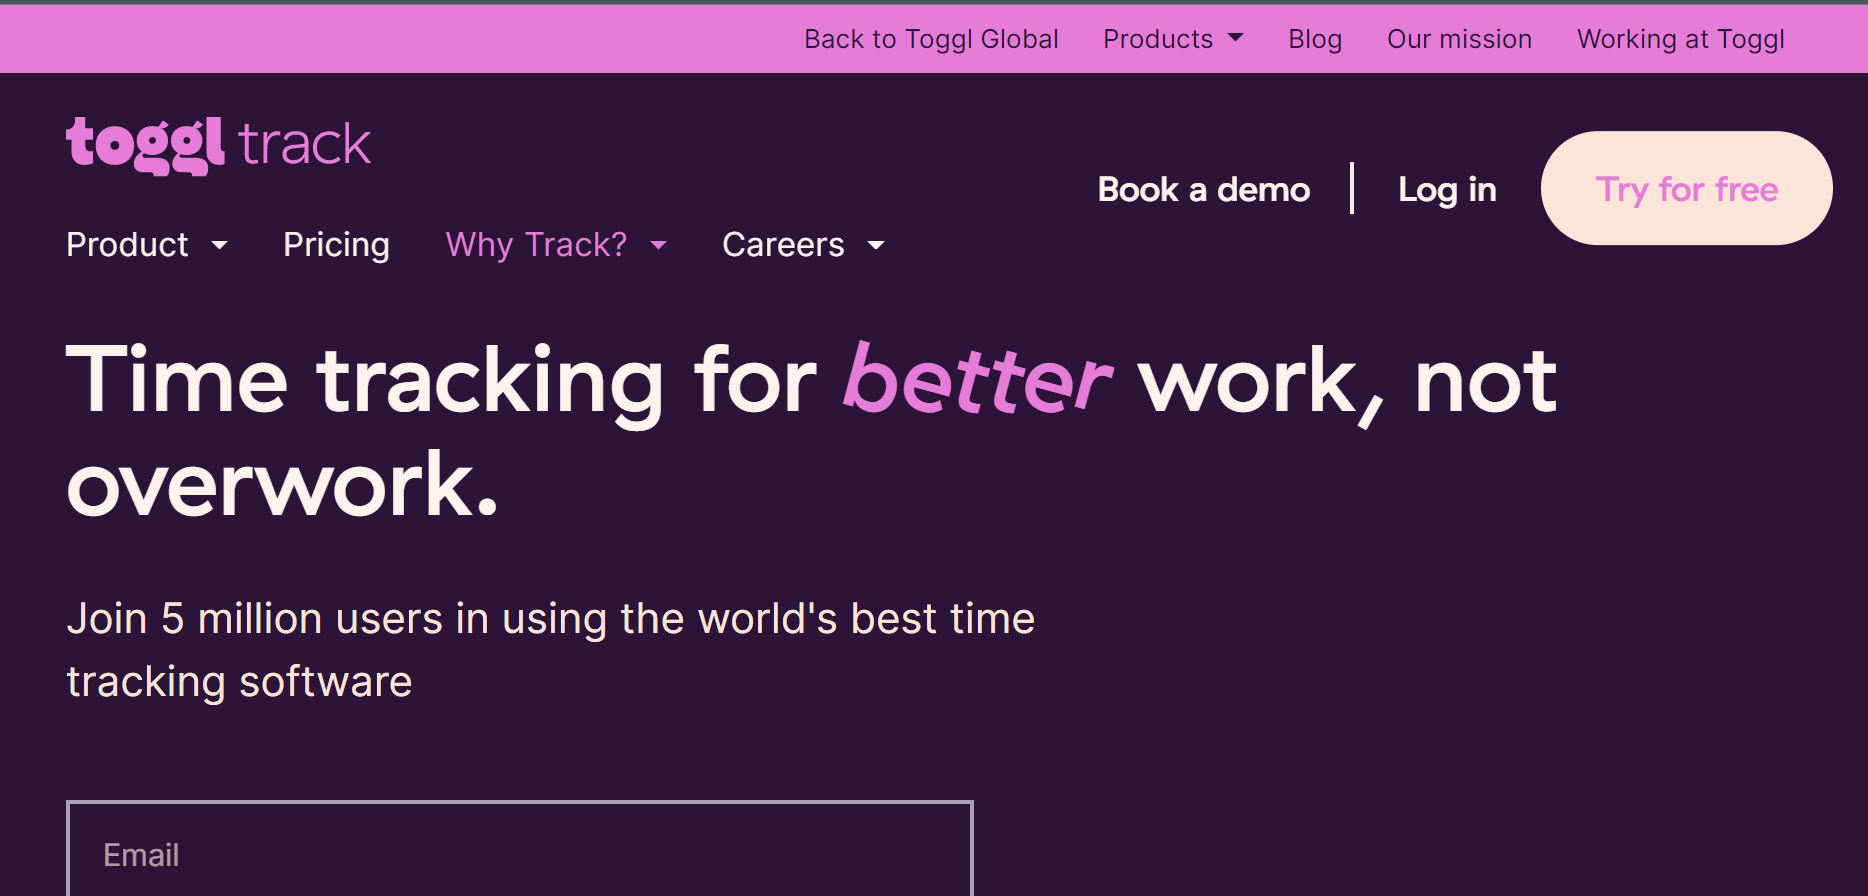 Back to Toggl Global Products Blog Our mission Working at Toggl
toggl track
Book a demo Log in Try for free
Product Pricing Why Track? Careers
Time tracking for better work, not
overwork.
Join 5 million users in using the world's best time
tracking software
Email